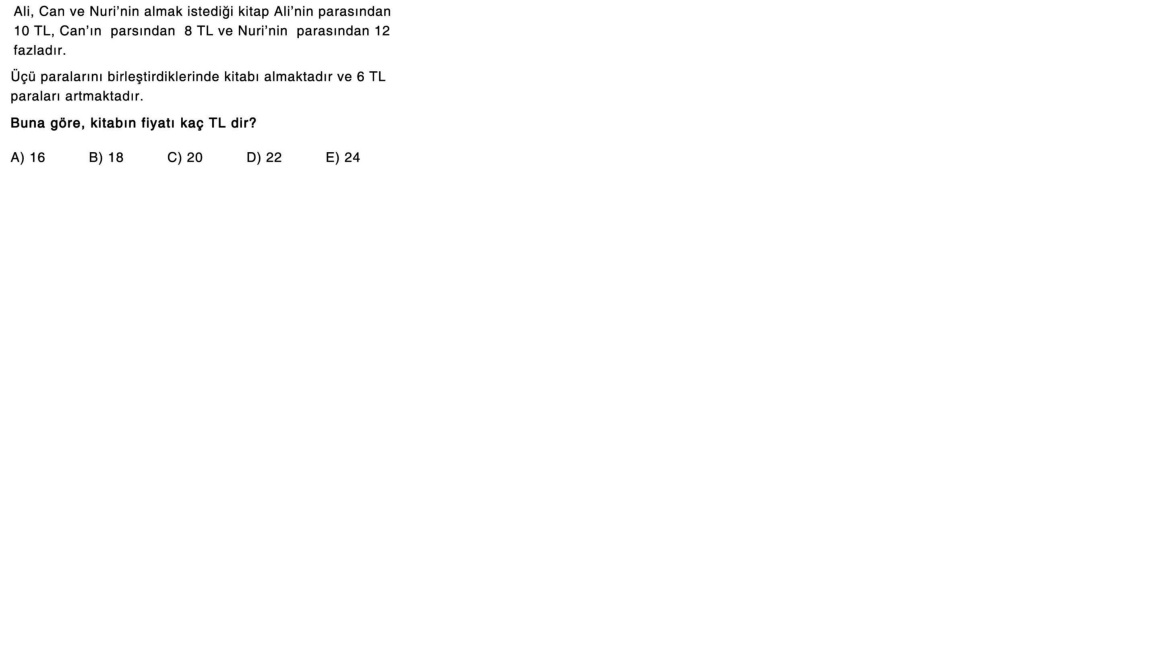 Ali, Can ve Nuri'nin almak istediği kitap Ali'nin parasından
10 TL, Can'ın parsından 8 TL ve Nuri'nin parasından 12
fazladır.
Üçü paralarını birleştirdiklerinde kitabı almaktadır ve 6 TL
paraları artmaktadır.
Buna göre, kitabın fiyatı kaç TL dir?
A) 16 B) 18 C) 20 D) 22 E) 24